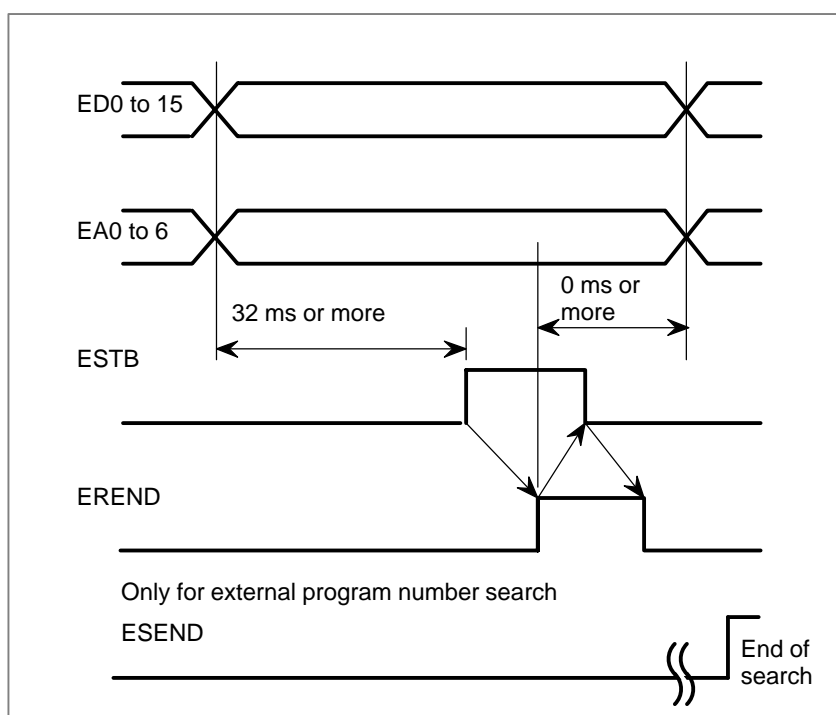 ED0 to 15
EA0 to 6
0 ms or
more
32 ms or more
ESTB
EREND
Only for external program number search
ESEND
End of
search